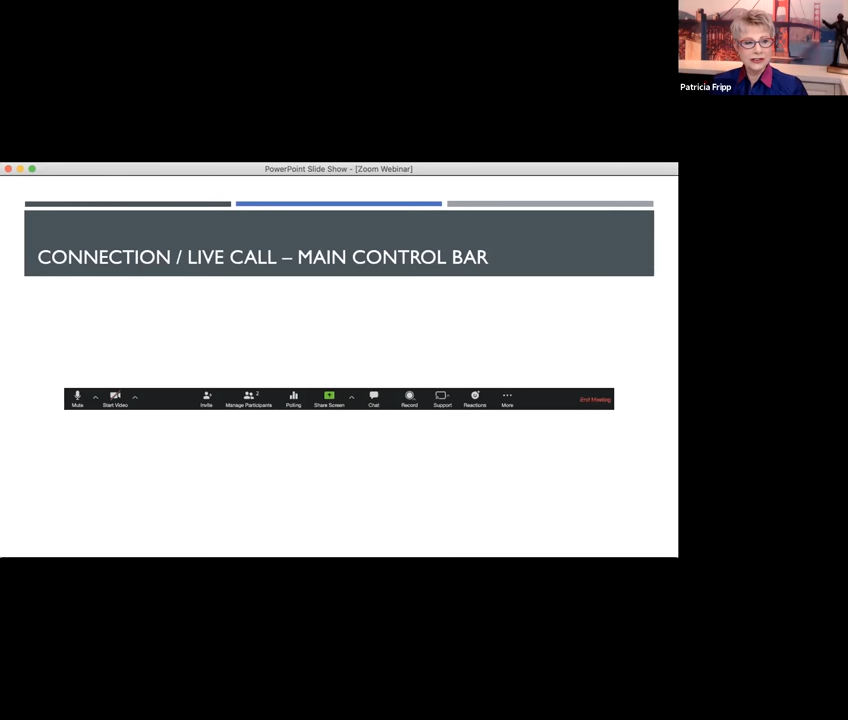 Patricia Fripp
PowerPoint Slide Show - [Zoom Webinar]
CONNECTION / LIVE CALL – MAIN CONTROL BAR
2
Mute Start Video Invite Manage Participants Polling Share Screen Chat Record Support Reactions More End Meeting